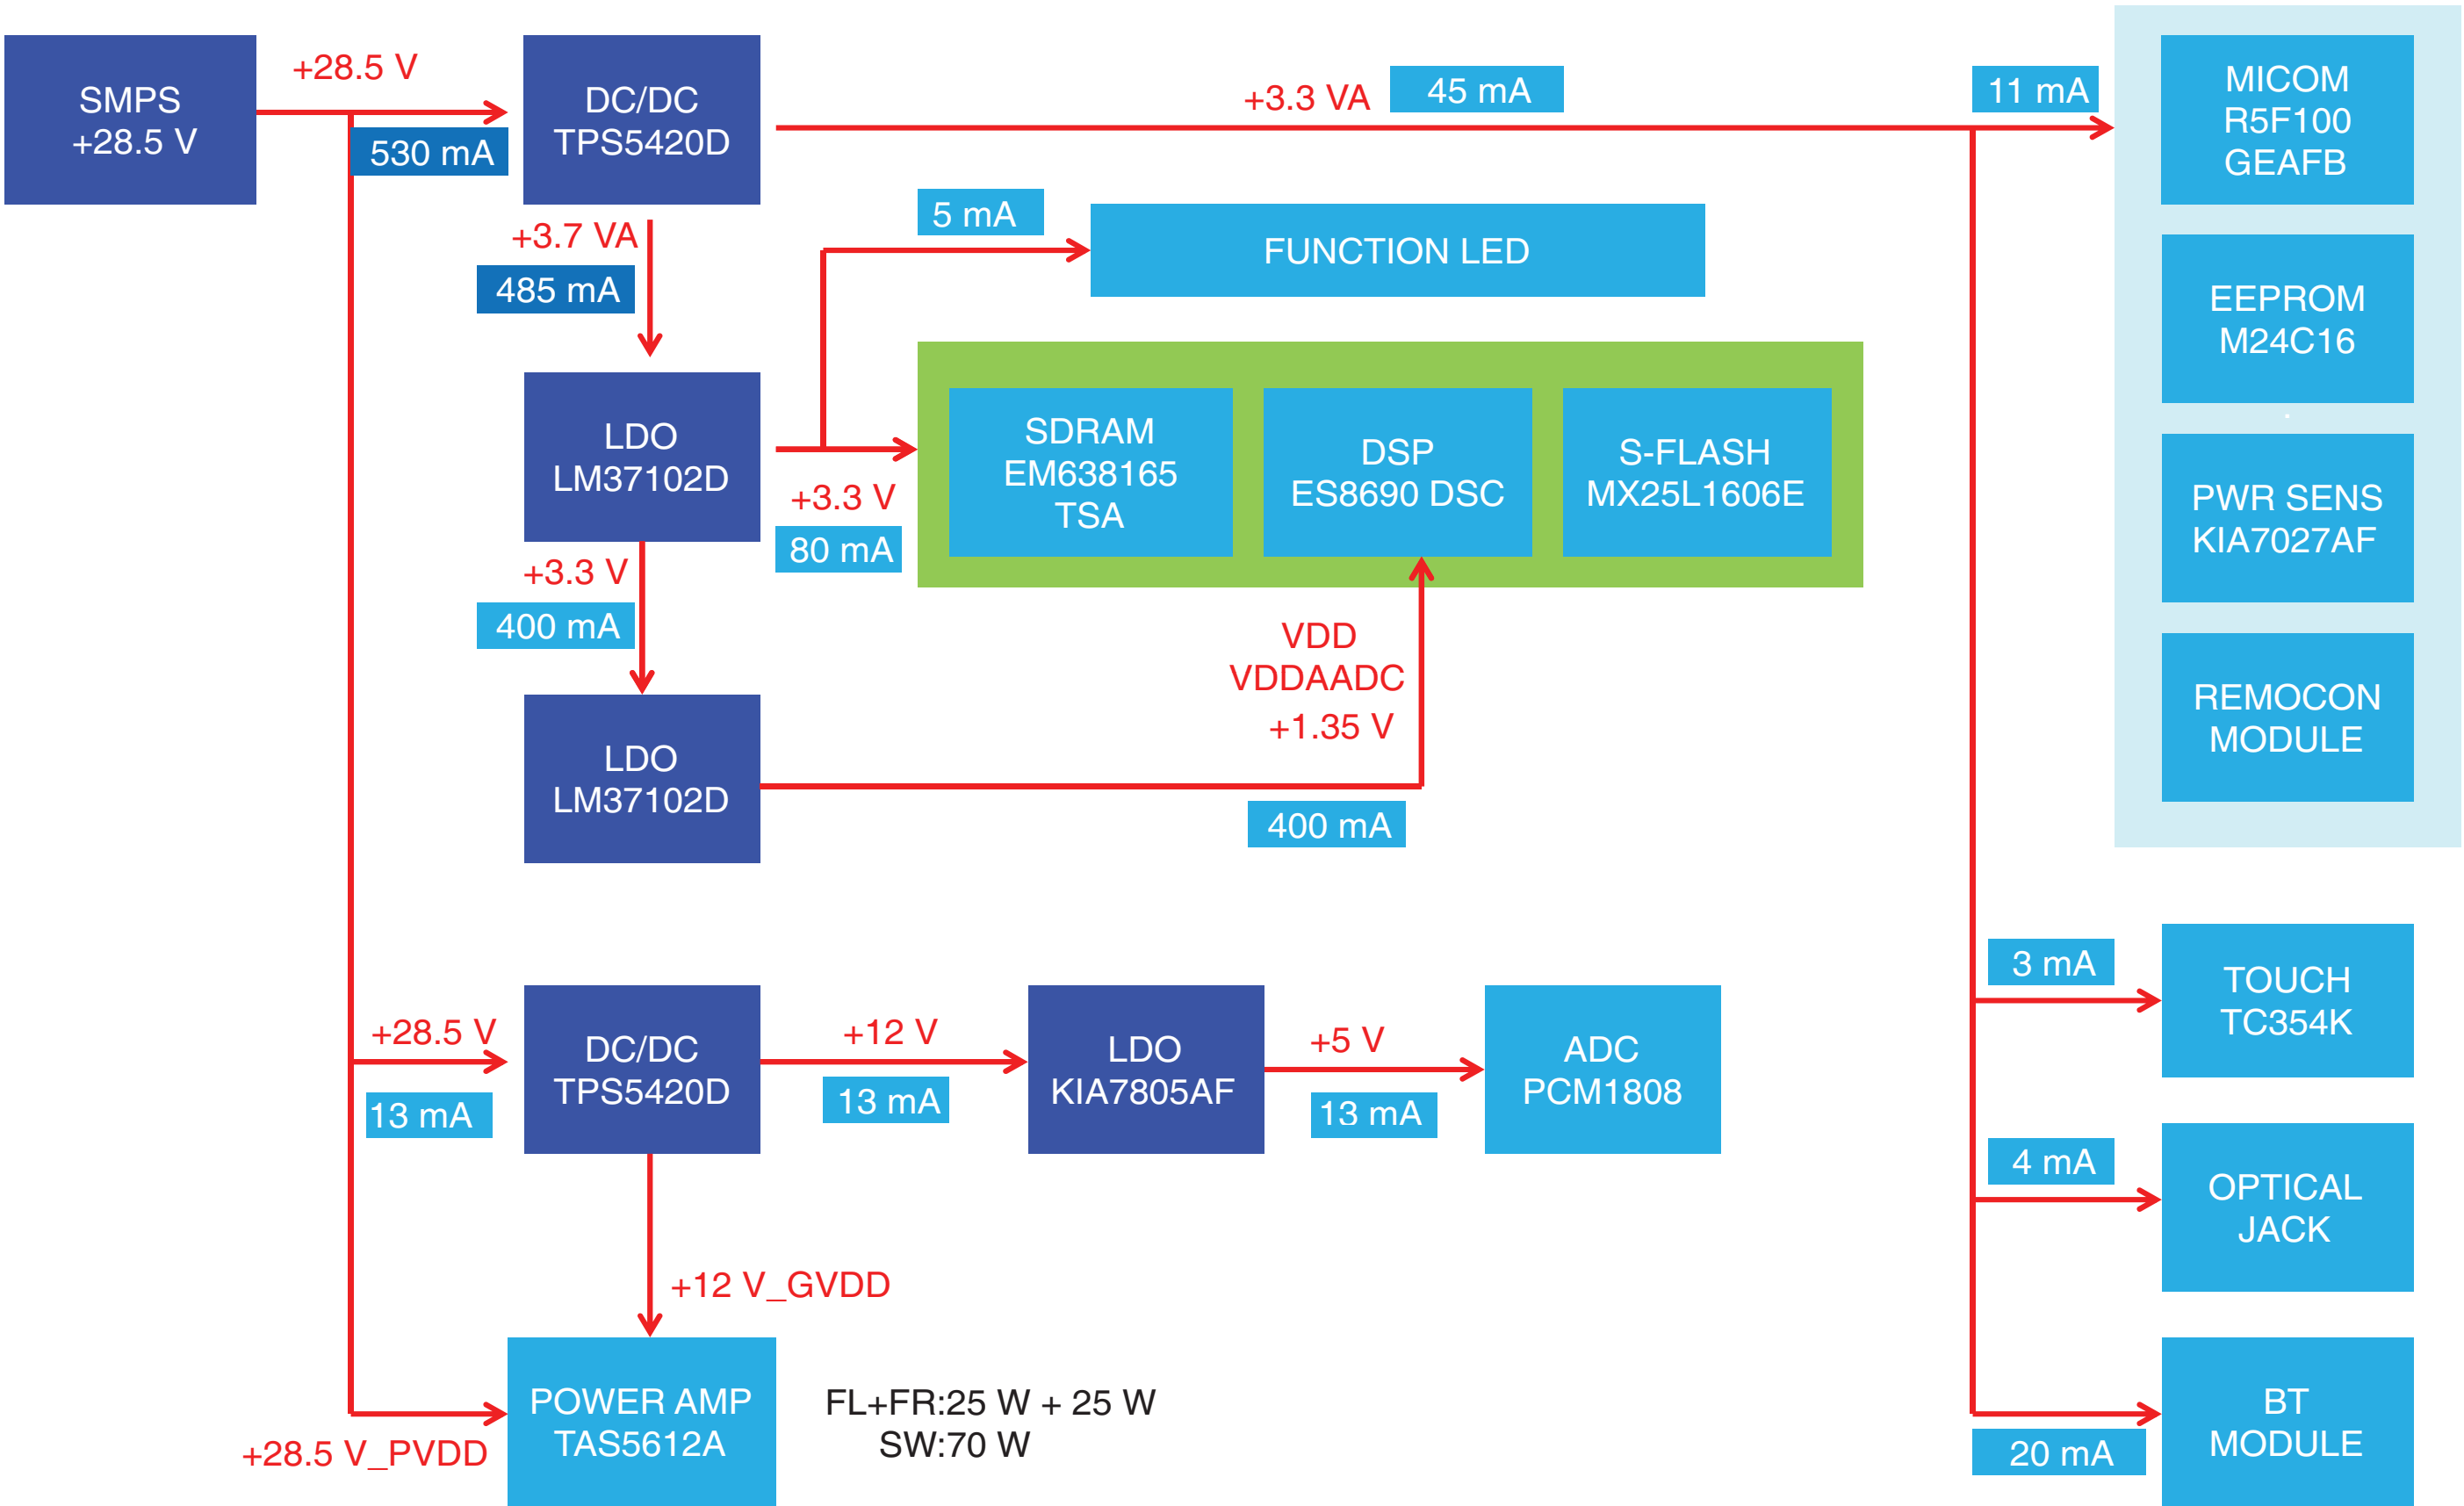 SMPS
+28.5 V
+28.5 V
530 mA
DC/DC
TPS5420D
+3.3 VA
45 mA
11 mA
MICOM
R5F100
GEAFB
+3.7 VA
485 mA
5 mA
FUNCTION LED
EEPROM
M24C16
LDO
LM37102D
+3.3 V
80 mA
SDRAM
EM638165
TSA
DSP
ES8690 DSC
S-FLASH
MX25L1606E
PWR SENS
KIA7027AF
+3.3 V
400 mA
VDD
VDDAADC
+1.35 V
REMOCON
MODULE
LDO
LM37102D
400 mA
3 mA
TOUCH
TC354K
+28.5 V
13 mA
DC/DC
TPS5420D
+12 V
13 mA
LDO
KIA7805AF
+5 V
13 mA
ADC
PCM1808
4 mA
OPTICAL
JACK
+12 V_GVDD
+28.5 V_PVDD
POWER AMP
TAS5612A
FL+FR:25 W + 25 W
SW:70 W
20 mA
BT
MODULE